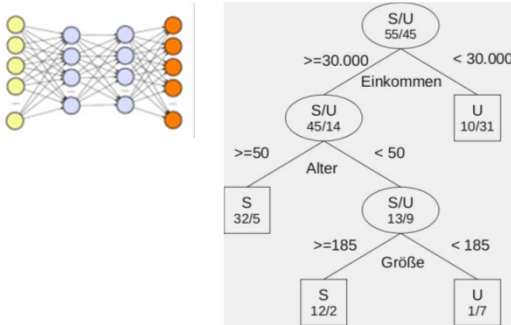 S/U
55/45
>=30.000
< 30.000
Einkommen
S/U
45/14
U
10/31
>=50
< 50
Alter
S
32/5
S/U
13/9
>=185
< 185
Größe
S
12/2
U
1/7